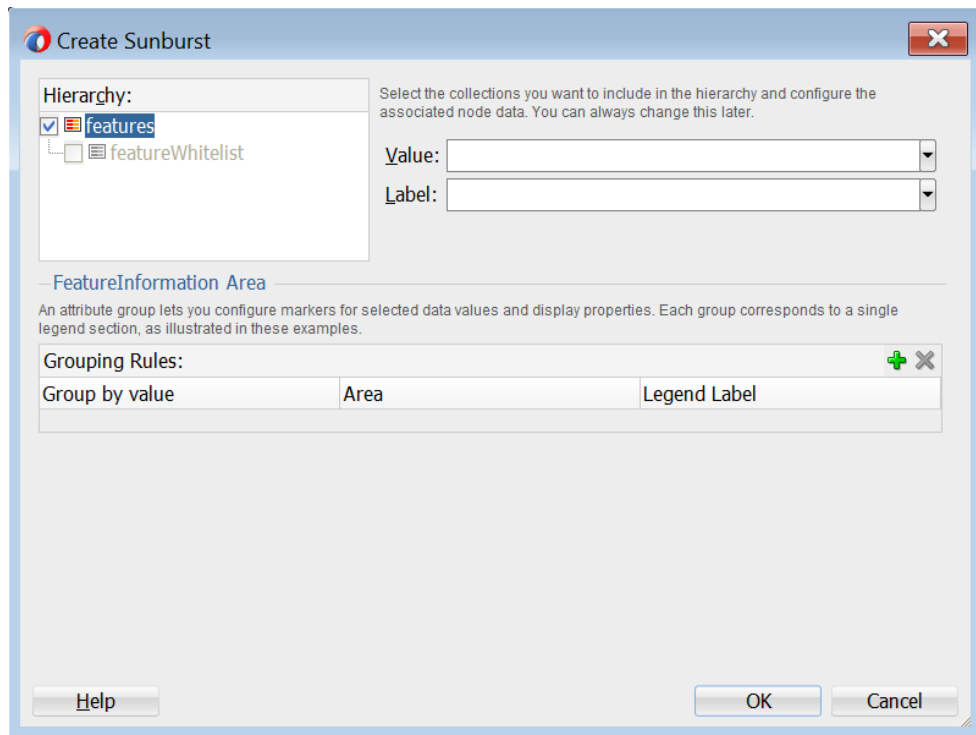 Create Sunburst
Hierarchy:
features
featureWhitelist
Select the collections you want to include in the hierarchy and configure the
associated node data. You can always change this later.
Value:
Label:
FeatureInformation Area
An attribute group lets you configure markers for selected data values and display properties. Each group corresponds to a single
legend section, as illustrated in these examples.
Grouping Rules:
Group by value Area Legend Label
Help OK Cancel